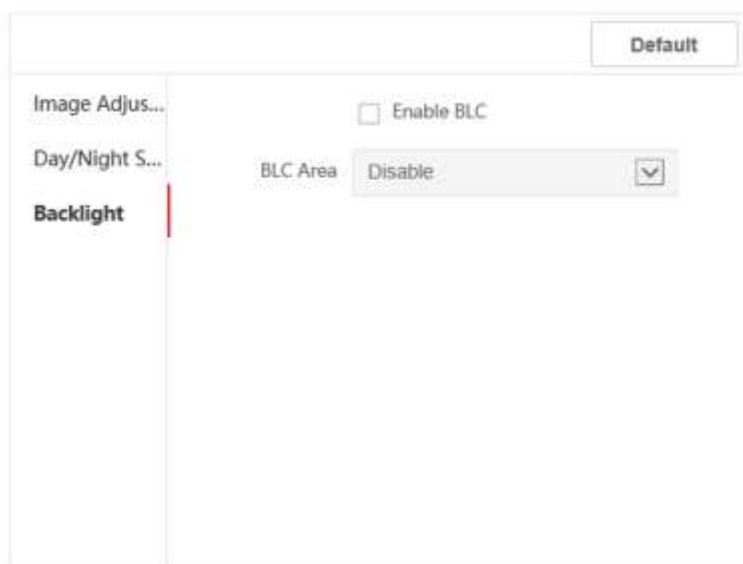 Default
Image Adjus...
Enable BLC
Day/Night S...
BLC Area Disable
Backlight